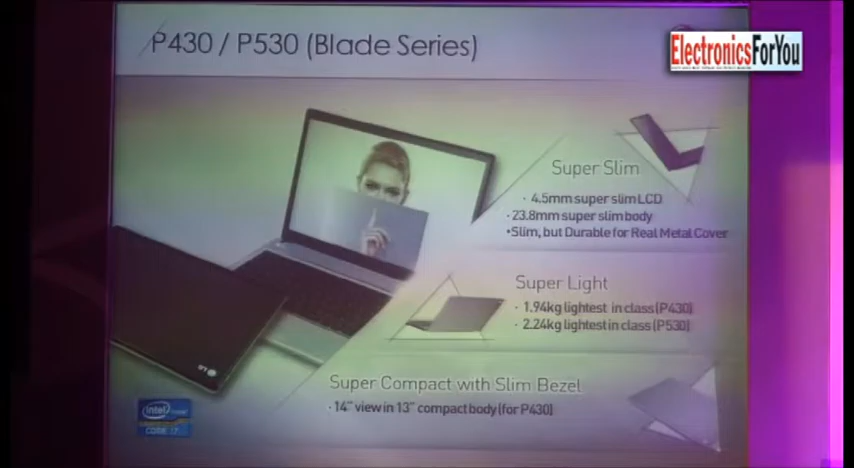 P430 / P530 (Blade Series)
ElectronicsForYou
Super Slim
· 4.5mm super slim LCD
· 23.8mm super slim body
•Slim, but Durable for Real Metal Cover
Super Light
· 1.94kg lightest in class(P430)
· 2.24kg lightest in class(P530)
Super Compact with Slim Bezel
· 14" view in 13" compact body(for P430)
LG
intel
CORE i7